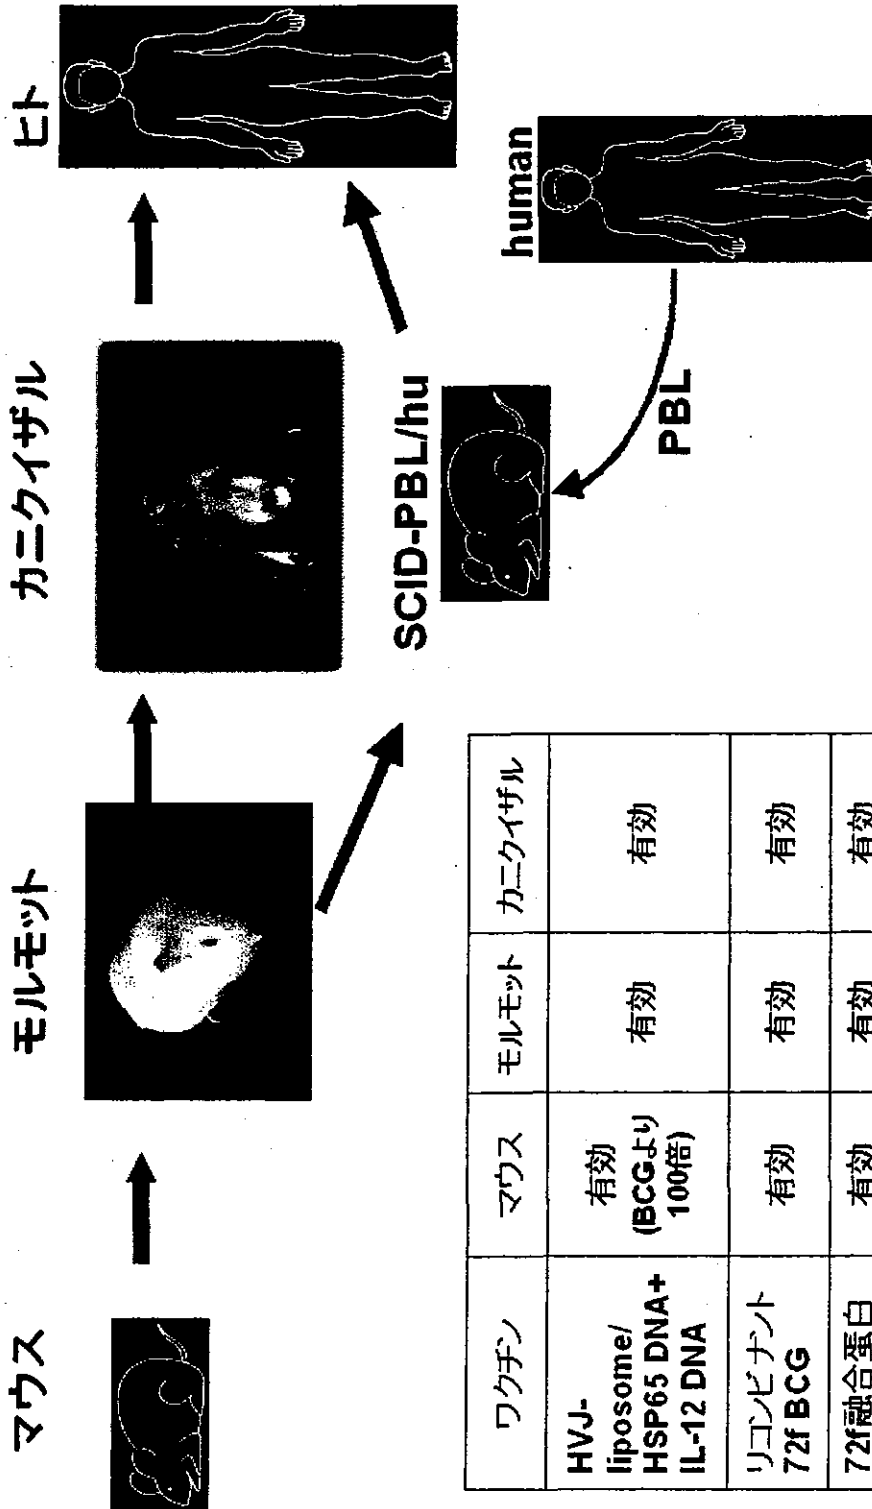 マウス
モルモット
カニクイザル
ヒト
SCID-PBL/hu
human
PBL
ワクチン
マウス
モルモット
カニクイザル
HVJ-
liposome/
HSP65 DNA+
IL-12 DNA
有効
(BCGより
100倍)
有効
有効
リコンビナント
72f BCG
有効
有効
有効
72f融合蛋白
有効
有効
有効